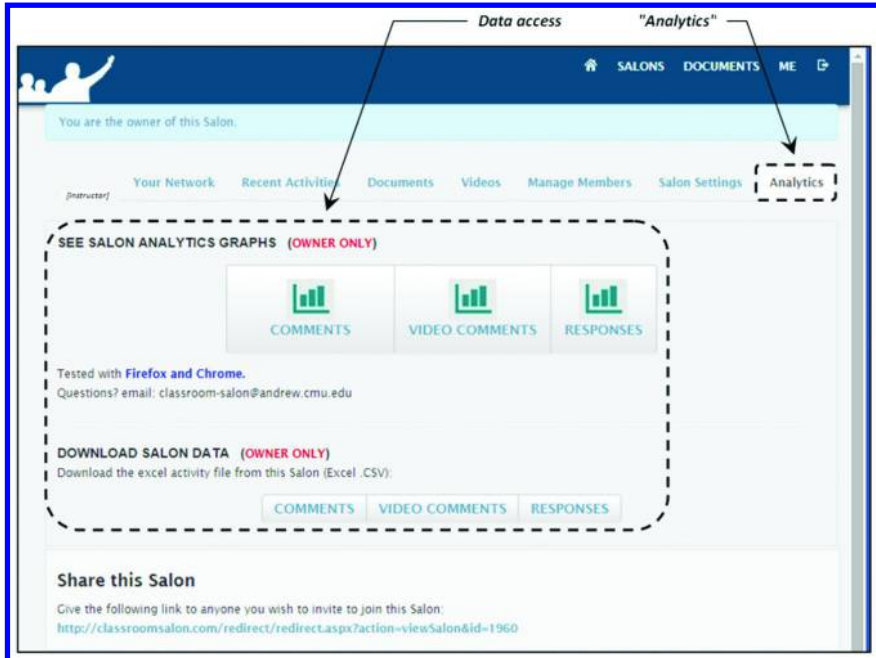 Data access "Analytics"
SALONS DOCUMENTS ME
You are the owner of this Salon.
[Instructor] Your Network Recent Activities Documents Videos Manage Members Salon Settings Analytics
SEE SALON ANALYTICS GRAPHS (OWNER ONLY)
COMMENTS VIDEO COMMENTS RESPONSES
Tested with Firefox and Chrome.
Questions? email: classroom-salon@andrew.cmu.edu
DOWNLOAD SALON DATA (OWNER ONLY)
Download the excel activity file from this Salon (Excel .CSV):
COMMENTS VIDEO COMMENTS RESPONSES
Share this Salon
Give the following link to anyone you wish to invite to join this Salon:
http://classroomsalon.com/redirect/redirect.aspx?action=viewSalon&id=1960